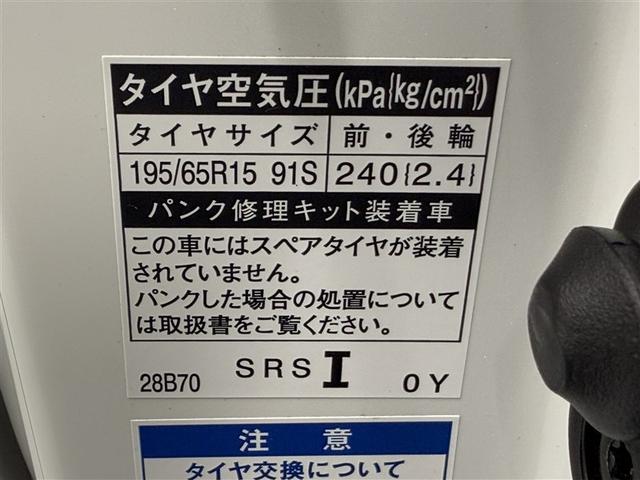 タイヤ空気圧(kPa{kg/cm²})
タイヤサイズ 前・後輪
195/65R15 91S 240{2.4}
パンク修理キット装着車
この車にはスペアタイヤが装着
されていません。
パンクした場合の処置について
は取扱書をご覧ください。
28B70 SRS I 0Y
注意
タイヤ交換について